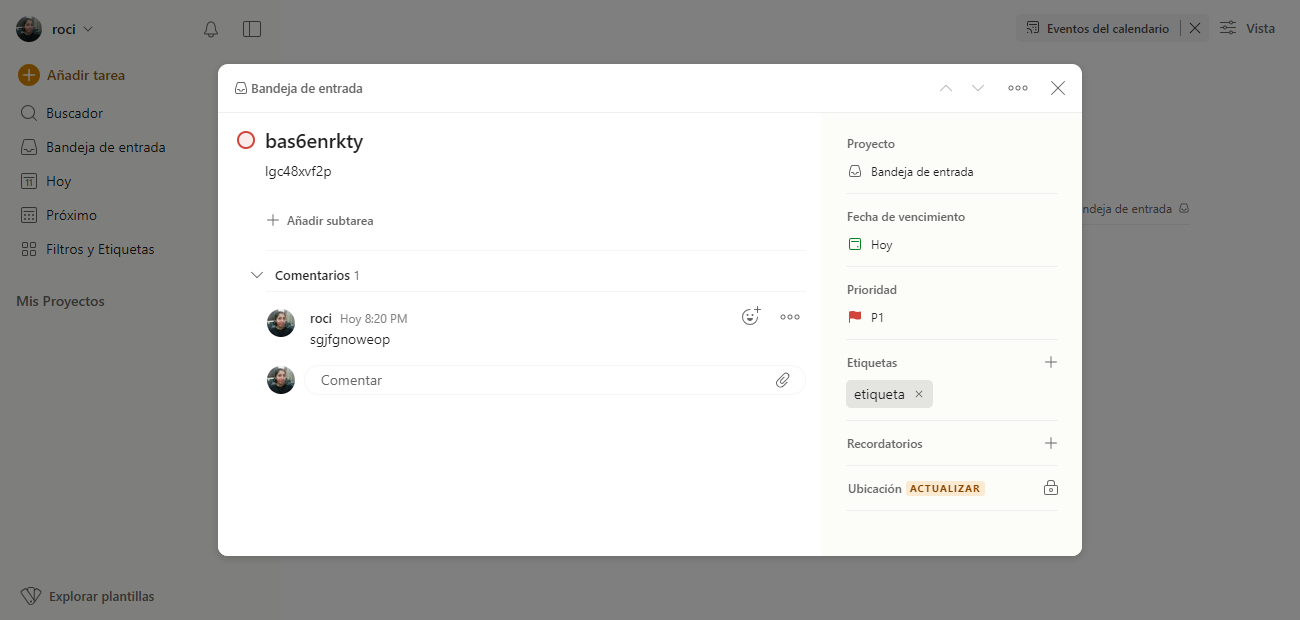 roci
Eventos del calendario
Vista
Añadir tarea
Buscador
Bandeja de entrada
11
Hoy
Próximo
Filtros y Etiquetas
Mis Proyectos
Explorar plantillas
Bandeja de entrada
bas6enrkty
lgc48xvf2p
Añadir subtarea
Comentarios 1
roci Hoy 8:20 PM
sgjfgnoweop
Comentar
Proyecto
Bandeja de entrada
Fecha de vencimiento
Hoy
Prioridad
P1
Etiquetas
etiqueta
Recordatorios
Ubicación ACTUALIZAR
ndeja de entrada